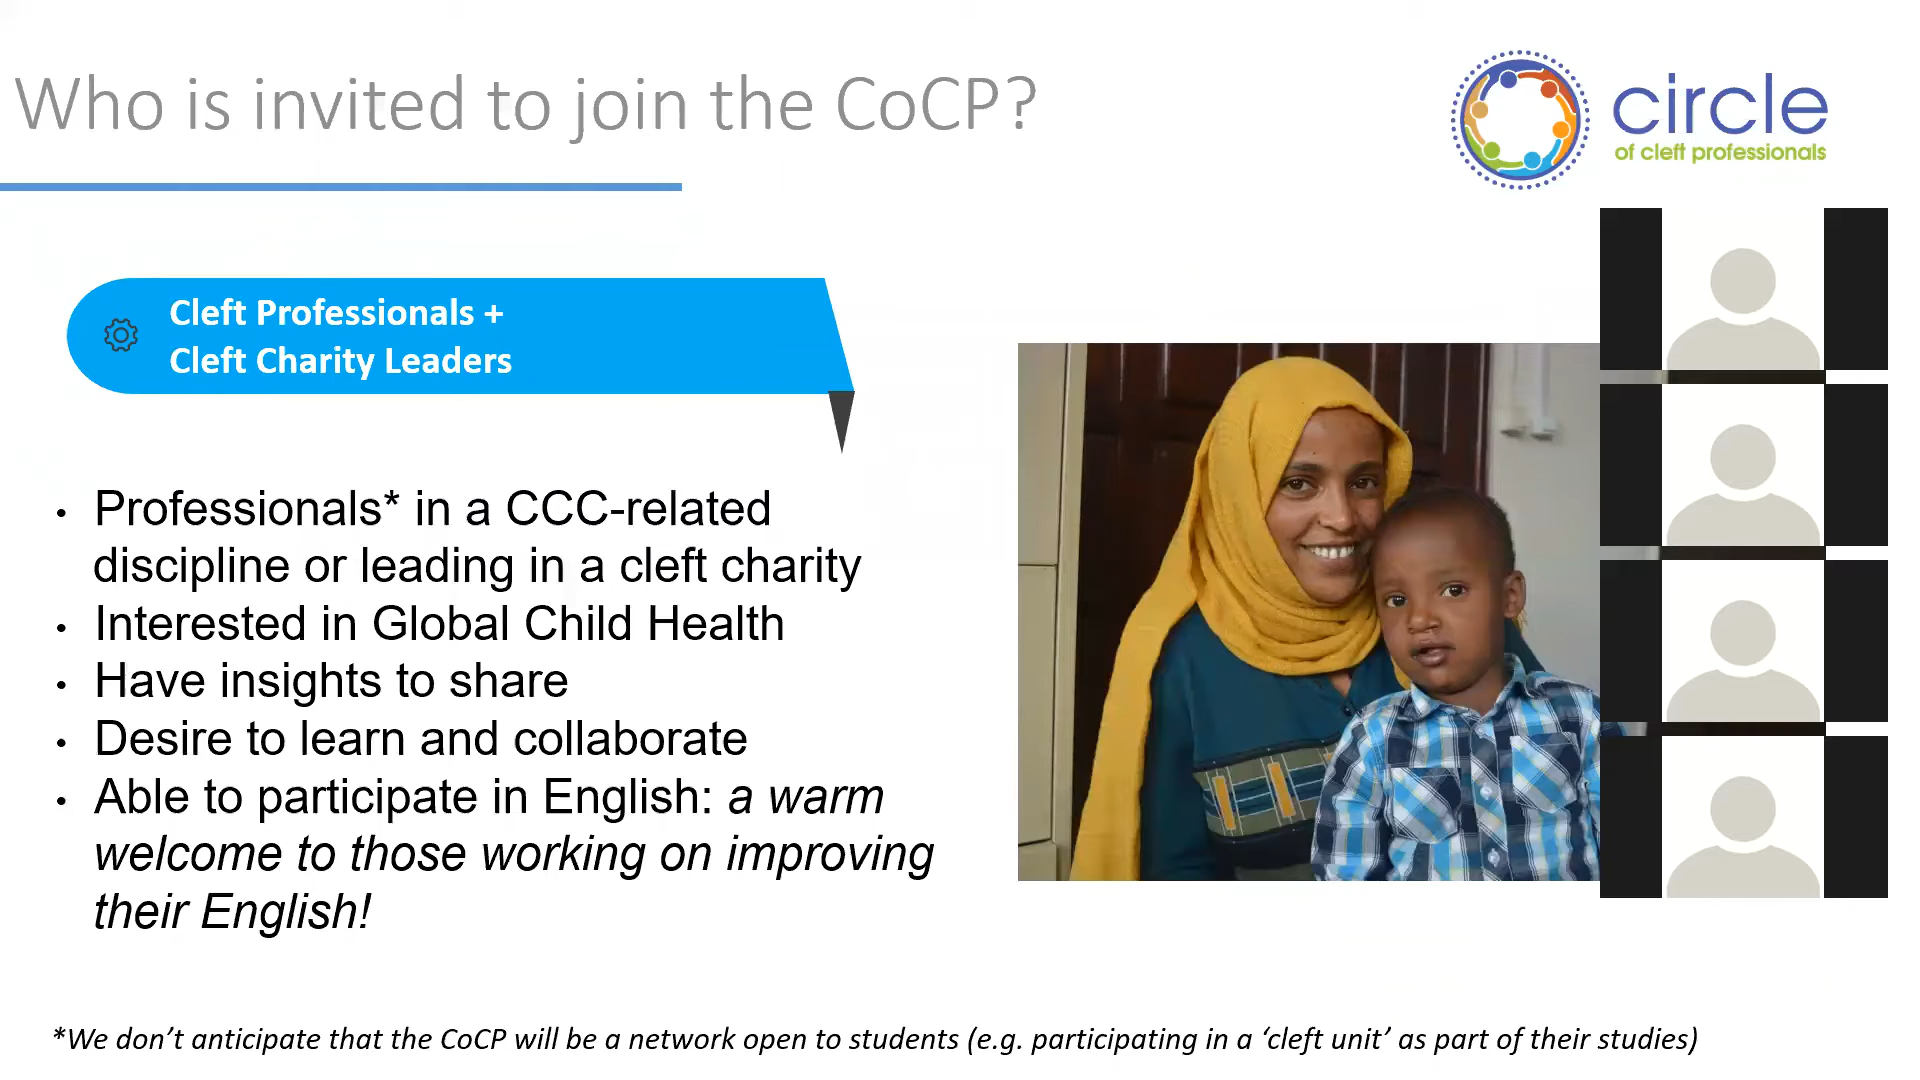 Who is invited to join the CoCP?
circle
of cleft professionals
Cleft Professionals +
Cleft Charity Leaders
• Professionals* in a CCC-related
discipline or leading in a cleft charity
• Interested in Global Child Health
• Have insights to share
• Desire to learn and collaborate
• Able to participate in English: a warm
welcome to those working on improving
their English!
*We don’t anticipate that the CoCP will be a network open to students (e.g. participating in a ‘cleft unit’ as part of their studies)